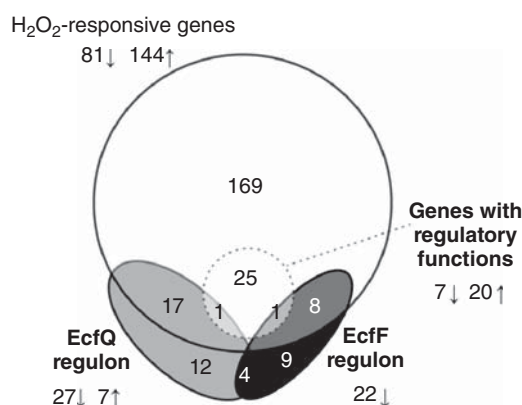 H₂O₂-responsive genes
81↓ 144↑
169
Genes with
regulatory
functions
7↓ 20↑
25
17
1
1
8
EcfQ
regulon
27↓ 7↑
12
4
9
EcfF
regulon
22↓